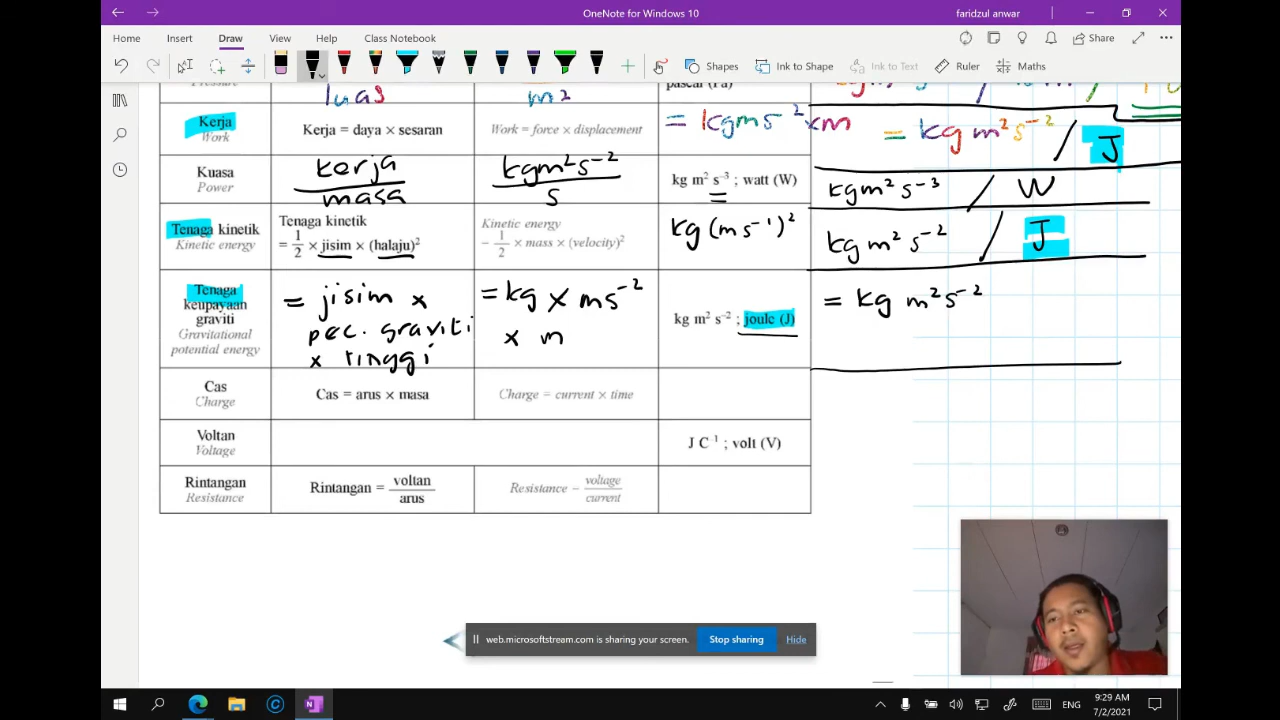 OneNote for Windows 10
faridzul anwar
Home Insert Draw View Help Class Notebook
Share
Shapes Ink to Shape Ink to Text Ruler Maths
luas
m2
Kerja
Work
Kerja = daya × sesaran
Work = force × displacement
= kgms⁻² × m
= kg m² s⁻² / J
Kuasa
Power
kerja
masa
kgm²s⁻²
s
kg m² s⁻³ ; watt (W)
kgm² s⁻³ / W
Tenaga kinetik
Kinetic energy
Tenaga kinetik
= 1/2 × jisim × (halaju)²
Kinetic energy
– 1/2 × mass × (velocity)²
kg (m s⁻¹)²
kg m² s⁻² / J
Tenaga
keupayaan
graviti
Gravitational
potential energy
= jisim ×
pec. graviti
× tinggi
= kg × ms⁻²
× m
kg m² s⁻² ; joule (J)
= kg m² s⁻²
Cas
Charge
Cas = arus × masa
Charge = current × time
Voltan
Voltage
J C¹ ; volt (V)
Rintangan
Resistance
Rintangan = voltan
arus
Resistance – voltage
current
web.microsoftstream.com is sharing your screen.
Stop sharing
Hide
ENG
9:29 AM
7/2/2021